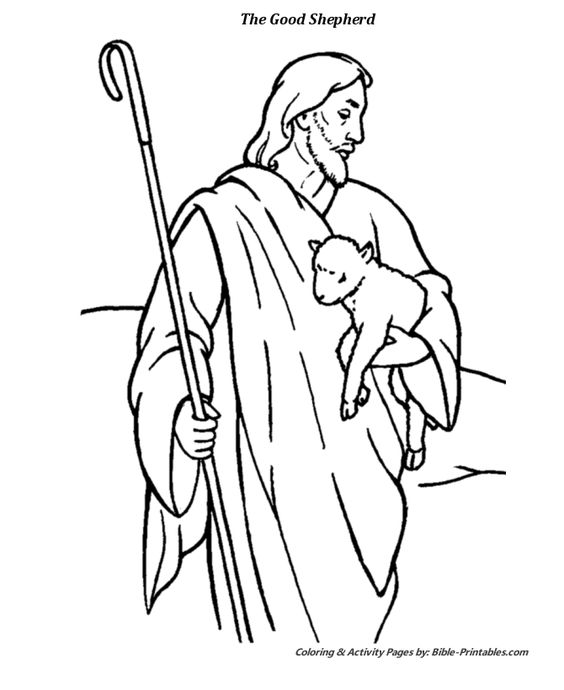 The Good Shepherd
Coloring & Activity Pages by: Bible-Printables.com